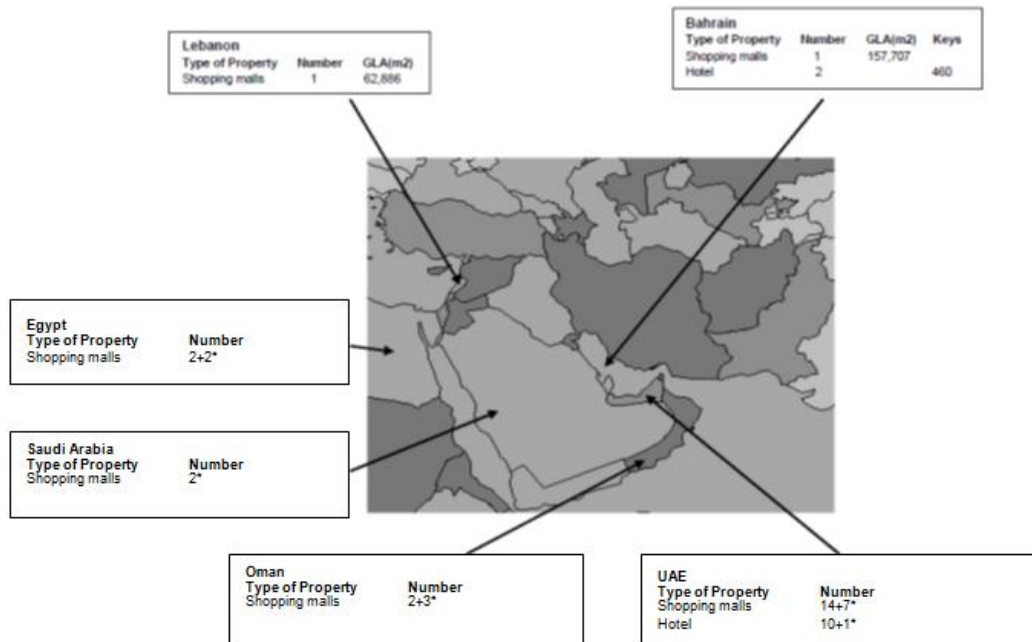 Lebanon
Type of Property Number GLA(m2)
Shopping malls 1 62,886
Bahrain
Type of Property Number GLA(m2) Keys
Shopping malls 1 157,707
Hotel 2 460
Egypt
Type of Property Number
Shopping malls 2+2*
Saudi Arabia
Type of Property Number
Shopping malls 2*
Oman
Type of Property Number
Shopping malls 2+3*
UAE
Type of Property Number
Shopping malls 14+7*
Hotel 10+1*